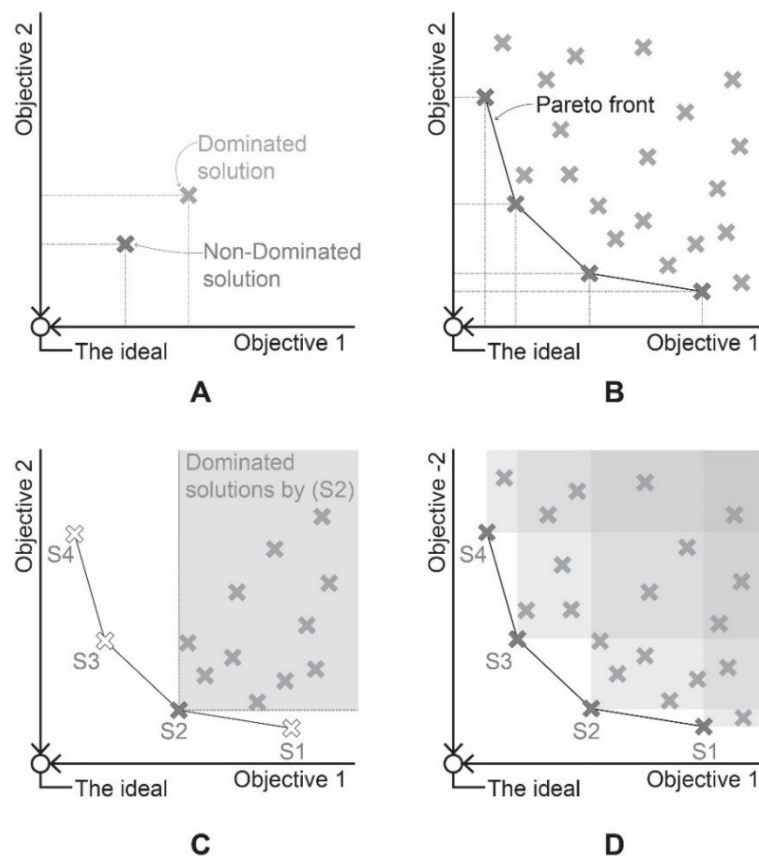 Objective 2
Dominated
solution
Non-Dominated
solution
Objective 1
The ideal
A
Objective 2
Pareto front
Objective 1
The ideal
B
Objective 2
Dominated
solutions by (S2)
S4
S3
S2
S1
Objective 1
The ideal
C
Objective -2
S4
S3
S2
S1
Objective 1
The ideal
D